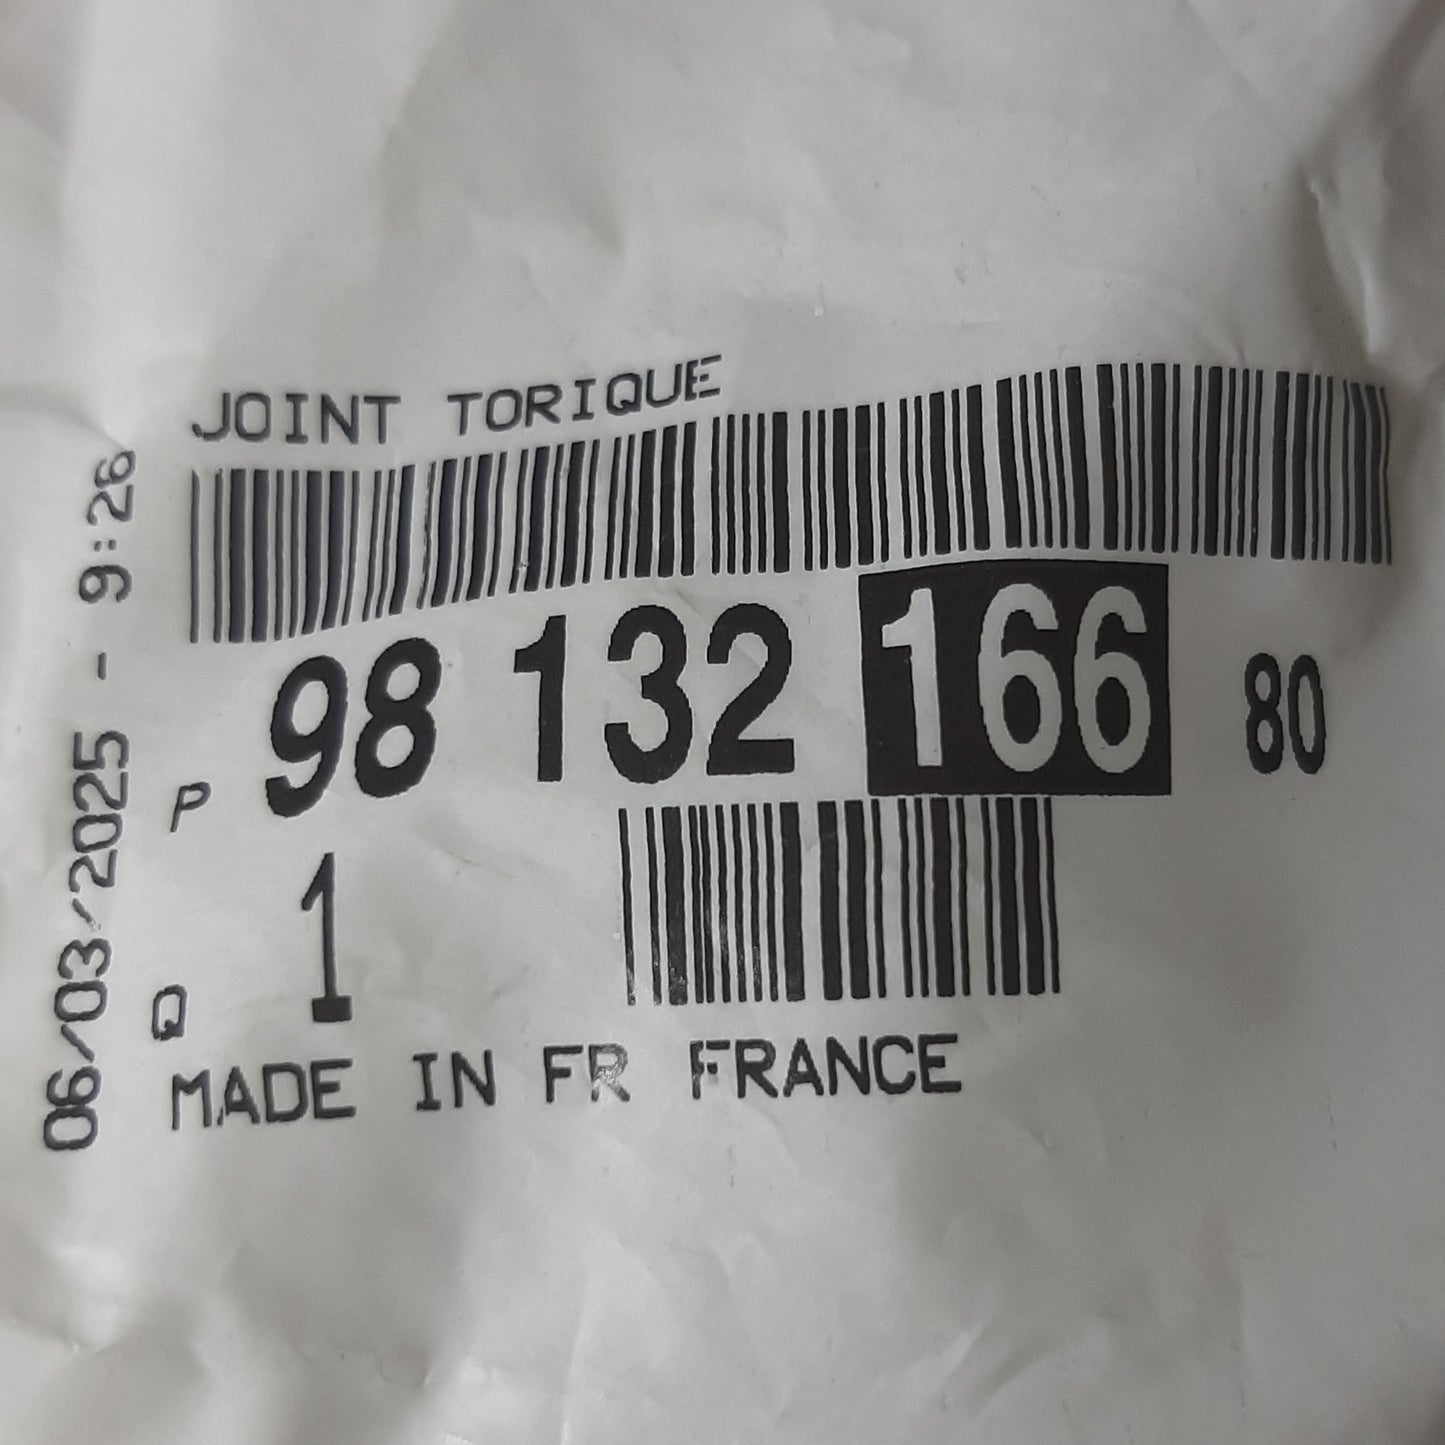 JOINT TORIQUE
P 98 132 166 80
Q 1
MADE IN FR FRANCE
06/03/2025 - 9:26